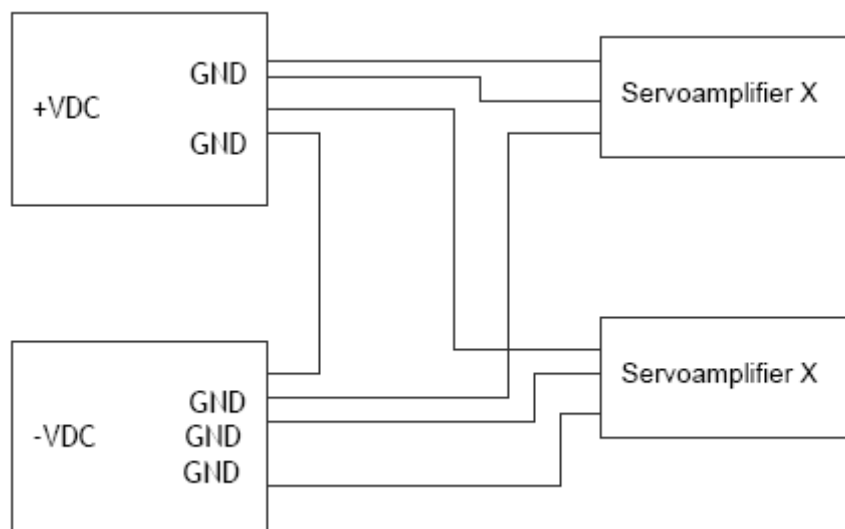 GND
+VDC
GND
Servoamplifier X
GND
-VDC
GND
GND
Servoamplifier X